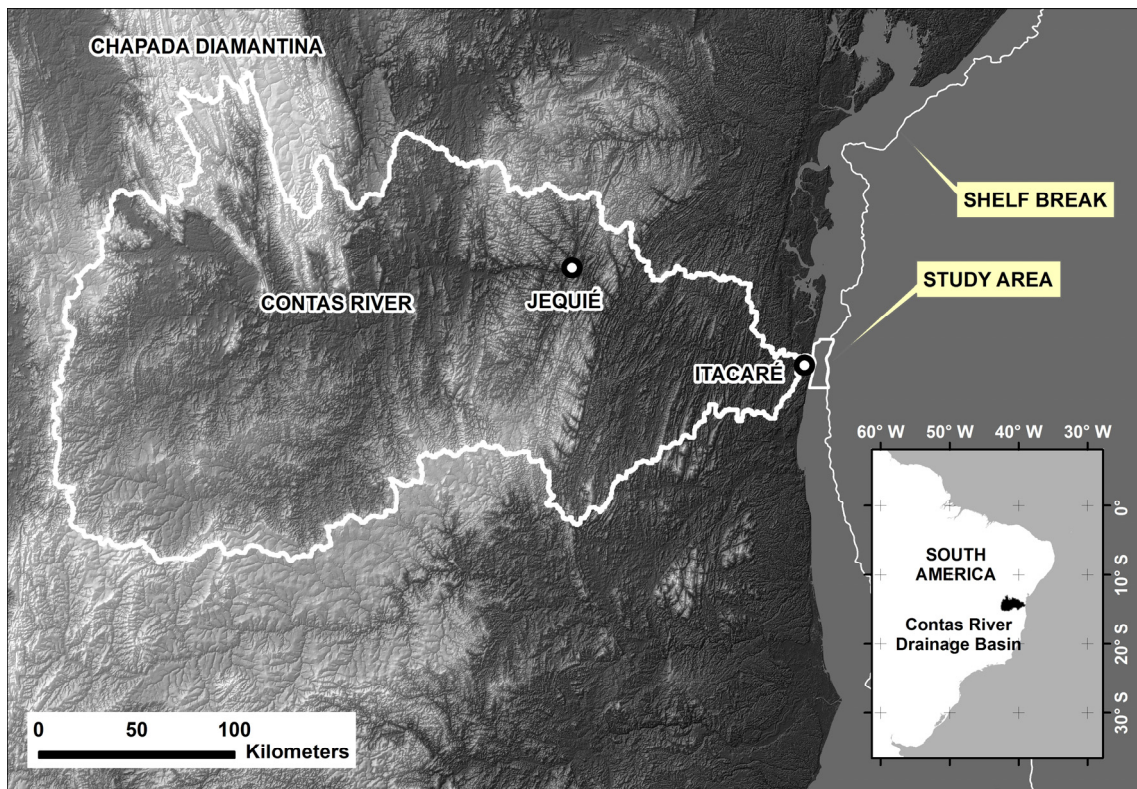 CHAPADA DIAMANTINA
SHELF BREAK
STUDY AREA
CONTAS RIVER
JEQUIÉ
ITACARÉ
60° W
50° W
40° W
30° W
0°
10°S
20°S
30°S
SOUTH
AMERICA
Contas River
Drainage Basin
0
50
100
Kilometers